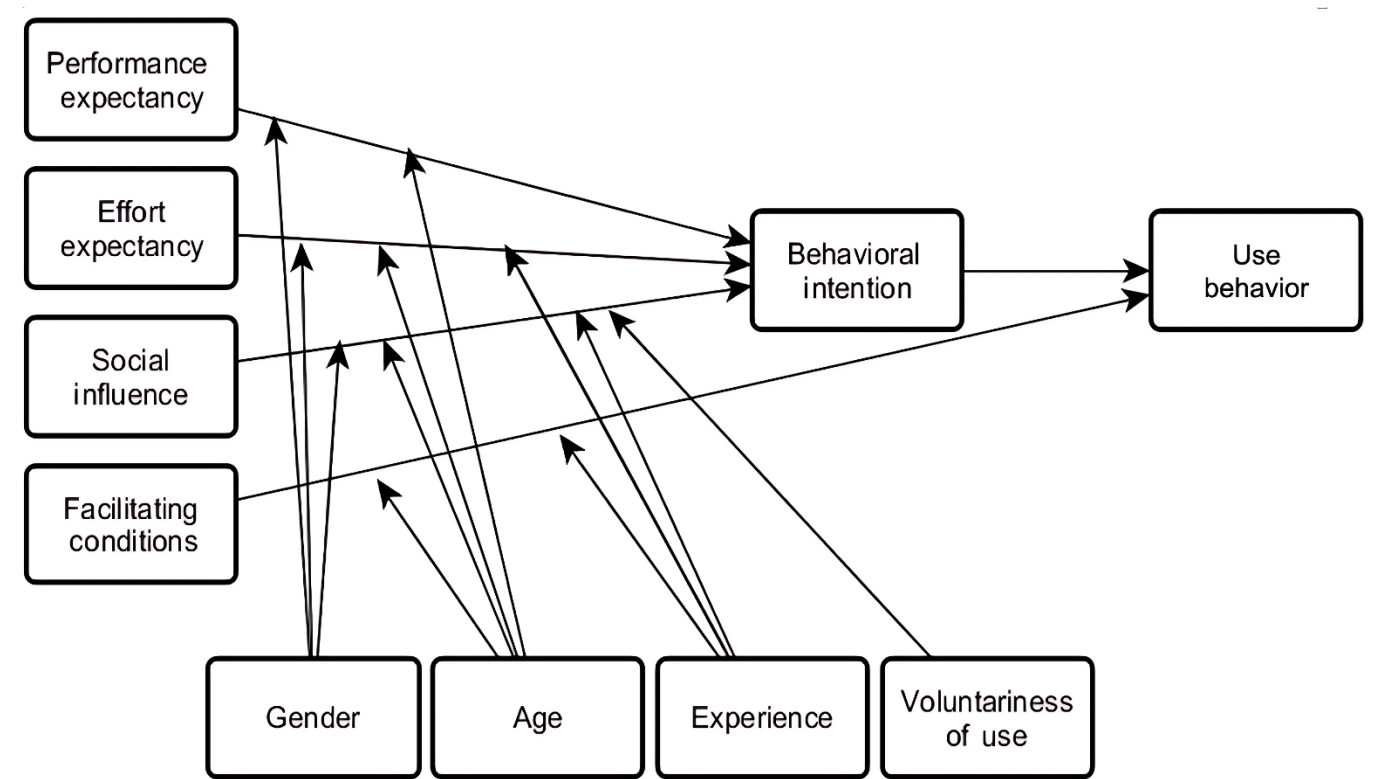 Performance
expectancy
Effort
expectancy
Social
influence
Facilitating
conditions
Behavioral
intention
Use
behavior
Gender
Age
Experience
Voluntariness
of use